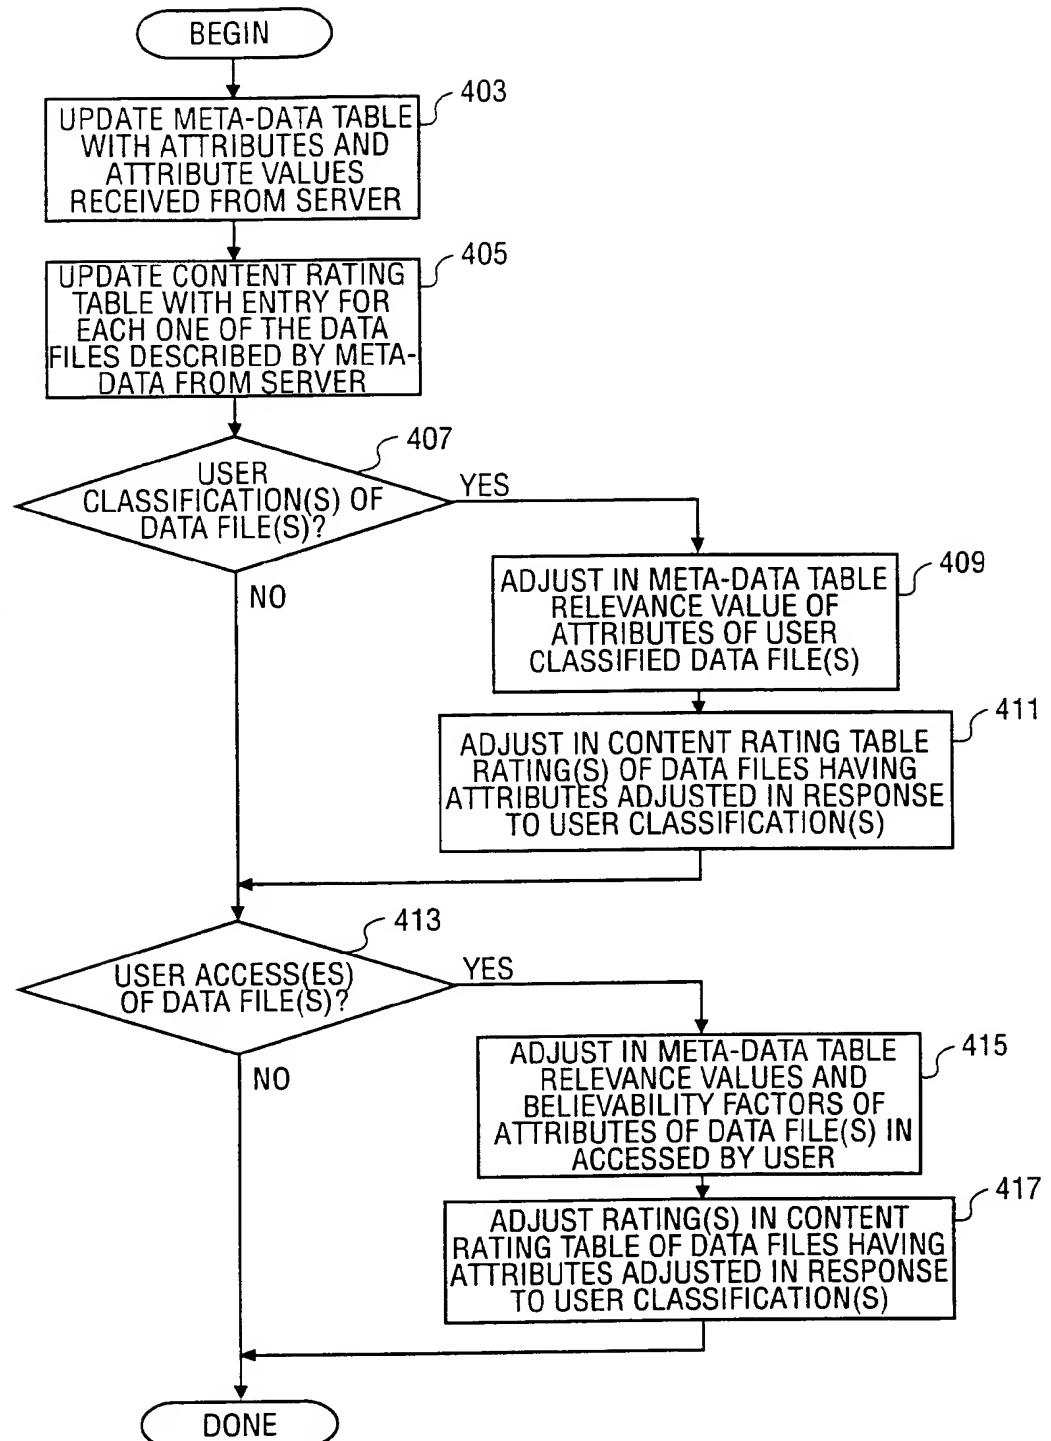 BEGIN
403
UPDATE META-DATA TABLE
WITH ATTRIBUTES AND
ATTRIBUTE VALUES
RECEIVED FROM SERVER
405
UPDATE CONTENT RATING
TABLE WITH ENTRY FOR
EACH ONE OF THE DATA
FILES DESCRIBED BY META-
DATA FROM SERVER
407
USER
CLASSIFICATION(S) OF
DATA FILE(S)?
YES
NO
409
ADJUST IN META-DATA TABLE
RELEVANCE VALUE OF
ATTRIBUTES OF USER
CLASSIFIED DATA FILE(S)
411
ADJUST IN CONTENT RATING TABLE
RATING(S) OF DATA FILES HAVING
ATTRIBUTES ADJUSTED IN RESPONSE
TO USER CLASSIFICATION(S)
413
USER ACCESS(ES)
OF DATA FILE(S)?
YES
NO
415
ADJUST IN META-DATA TABLE
RELEVANCE VALUES AND
BELIEVABILITY FACTORS OF
ATTRIBUTES OF DATA FILE(S) IN
ACCESSED BY USER
417
ADJUST RATING(S) IN CONTENT
RATING TABLE OF DATA FILES HAVING
ATTRIBUTES ADJUSTED IN RESPONSE
TO USER CLASSIFICATION(S)
DONE